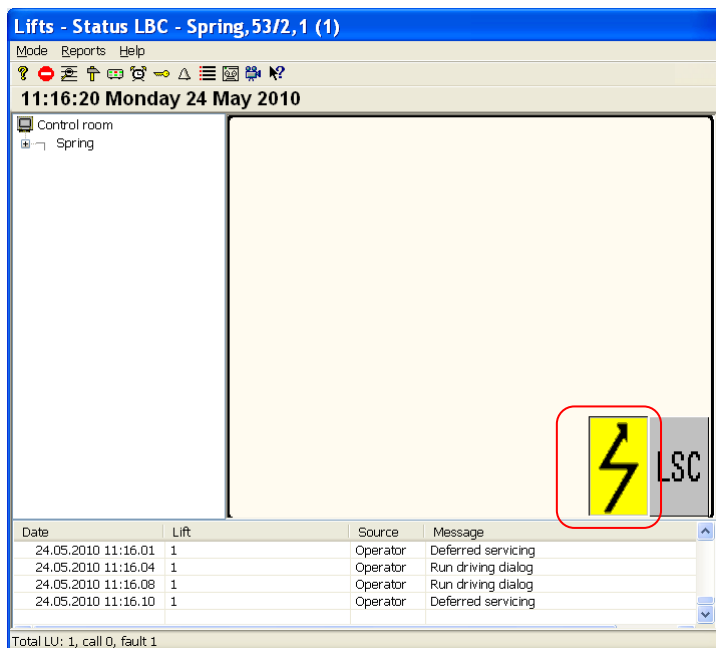 Lifts - Status LBC - Spring,53/2,1 (1)
Mode Reports Help
11:16:20 Monday 24 May 2010
Control room
Spring
LSC
Date Lift Source Message
24.05.2010 11:16.01 1 Operator Deferred servicing
24.05.2010 11:16.04 1 Operator Run driving dialog
24.05.2010 11:16.08 1 Operator Run driving dialog
24.05.2010 11:16.10 1 Operator Deferred servicing
Total LU: 1, call 0, fault 1